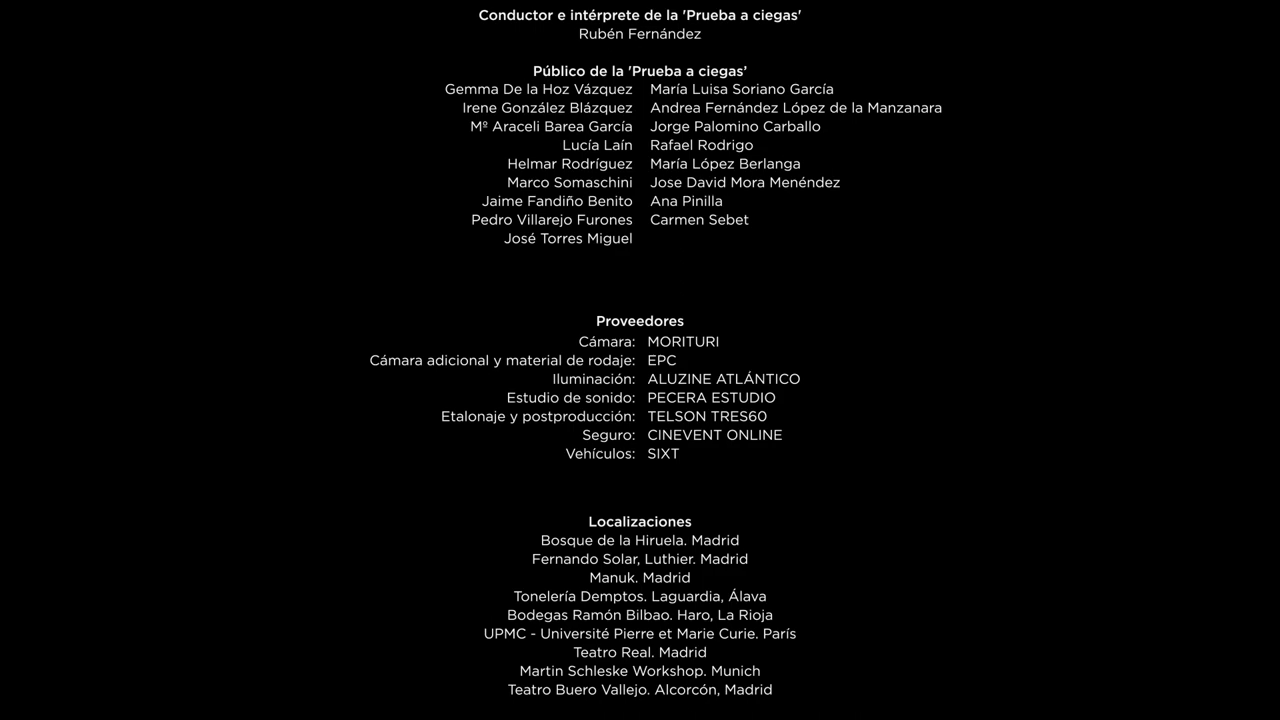 Conductor e intérprete de la 'Prueba a ciegas'
Rubén Fernández
Público de la 'Prueba a ciegas’
Gemma De la Hoz Vázquez María Luisa Soriano García
Irene González Blázquez Andrea Fernández López de la Manzanara
Mº Araceli Barea García Jorge Palomino Carballo
Lucía Laín Rafael Rodrigo
Helmar Rodríguez María López Berlanga
Marco Somaschini Jose David Mora Menéndez
Jaime Fandiño Benito Ana Pinilla
Pedro Villarejo Furones Carmen Sebet
José Torres Miguel
Proveedores
Cámara: MORITURI
Cámara adicional y material de rodaje: EPC
Iluminación: ALUZINE ATLÁNTICO
Estudio de sonido: PECERA ESTUDIO
Etalonaje y postproducción: TELSON TRES60
Seguro: CINEVENT ONLINE
Vehículos: SIXT
Localizaciones
Bosque de la Hiruela. Madrid
Fernando Solar, Luthier. Madrid
Manuk. Madrid
Tonelería Demptos. Laguardia, Álava
Bodegas Ramón Bilbao. Haro, La Rioja
UPMC - Université Pierre et Marie Curie. París
Teatro Real. Madrid
Martin Schleske Workshop. Munich
Teatro Buero Vallejo. Alcorcón, Madrid